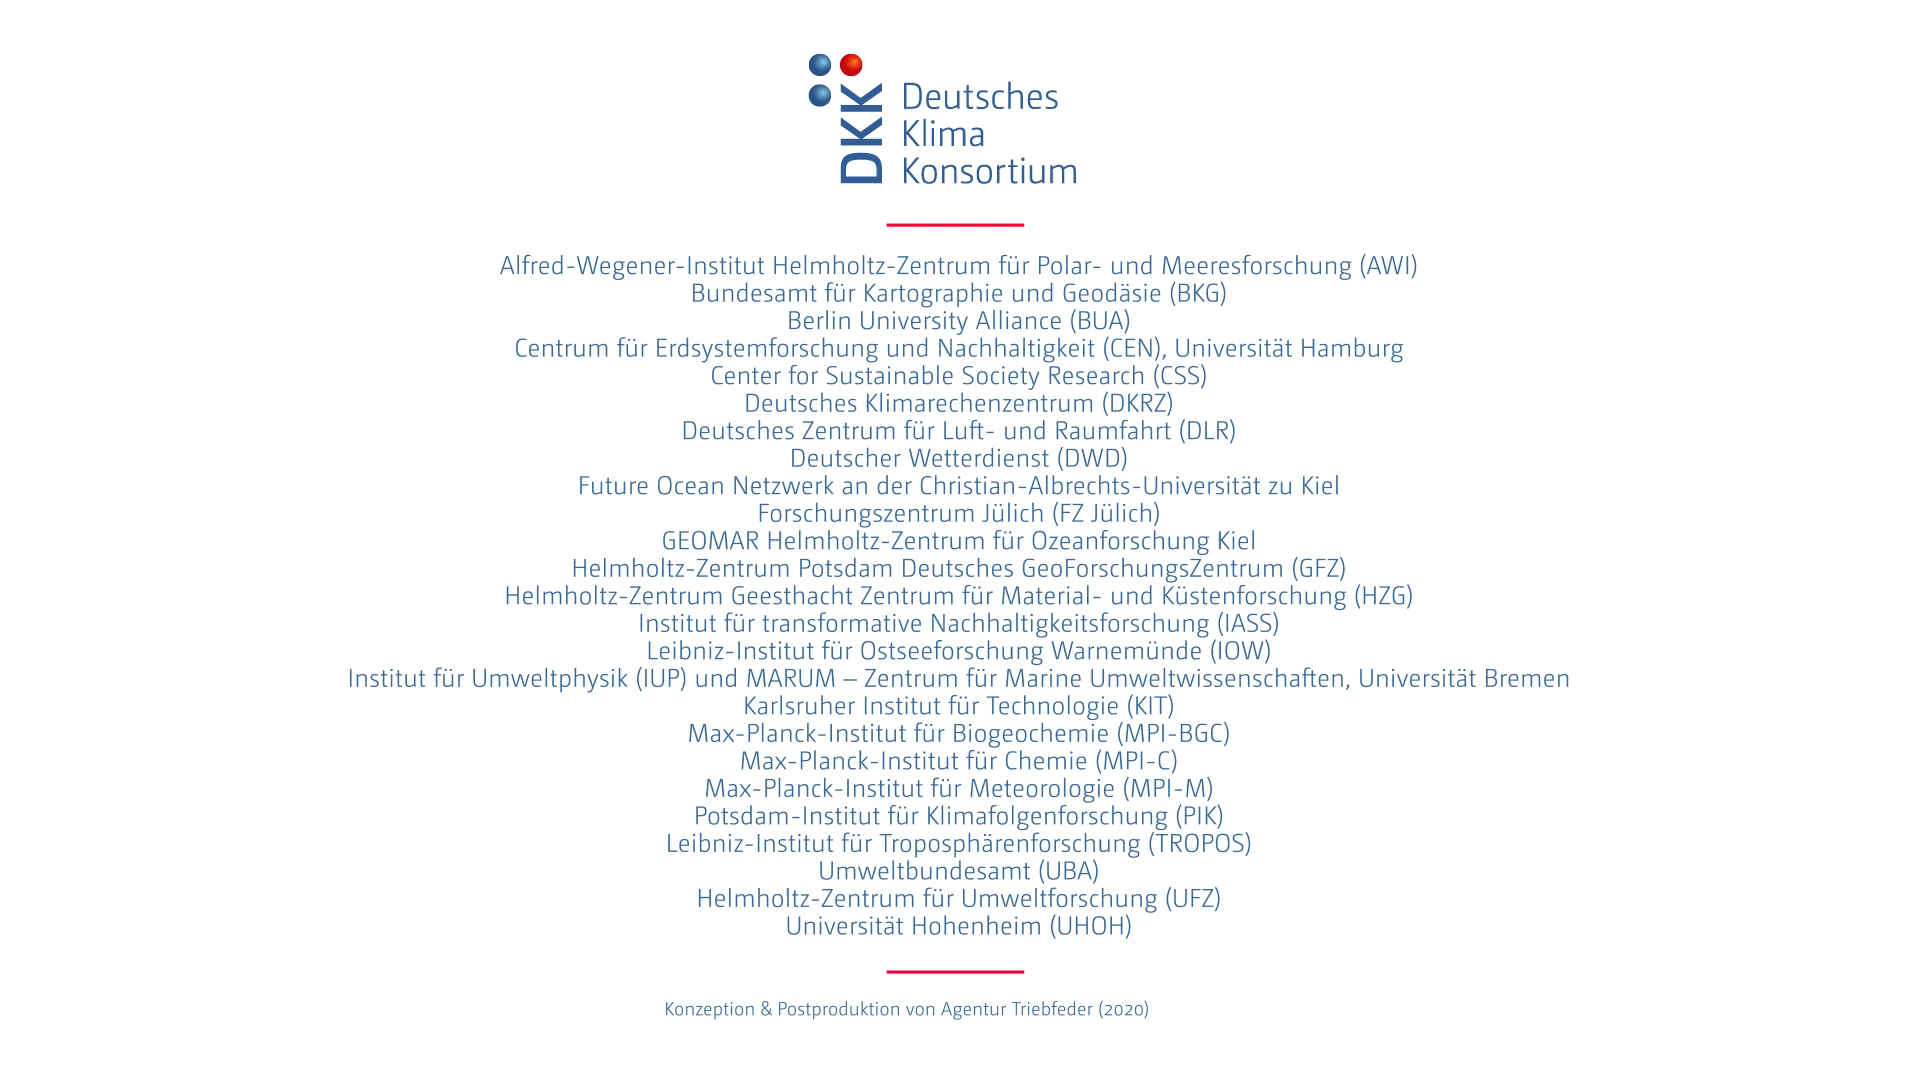 DKK
Deutsches
Klima
Konsortium
Alfred-Wegener-Institut Helmholtz-Zentrum für Polar- und Meeresforschung (AWI)
Bundesamt für Kartographie und Geodäsie (BKG)
Berlin University Alliance (BUA)
Centrum für Erdsystemforschung und Nachhaltigkeit (CEN), Universität Hamburg
Center for Sustainable Society Research (CSS)
Deutsches Klimarechenzentrum (DKRZ)
Deutsches Zentrum für Luft- und Raumfahrt (DLR)
Deutscher Wetterdienst (DWD)
Future Ocean Netzwerk an der Christian-Albrechts-Universität zu Kiel
Forschungszentrum Jülich (FZ Jülich)
GEOMAR Helmholtz-Zentrum für Ozeanforschung Kiel
Helmholtz-Zentrum Potsdam Deutsches GeoForschungsZentrum (GFZ)
Helmholtz-Zentrum Geesthacht Zentrum für Material- und Küstenforschung (HZG)
Institut für transformative Nachhaltigkeitsforschung (IASS)
Leibniz-Institut für Ostseeforschung Warnemünde (IOW)
Institut für Umweltphysik (IUP) und MARUM – Zentrum für Marine Umweltwissenschaften, Universität Bremen
Karlsruher Institut für Technologie (KIT)
Max-Planck-Institut für Biogeochemie (MPI-BGC)
Max-Planck-Institut für Chemie (MPI-C)
Max-Planck-Institut für Meteorologie (MPI-M)
Potsdam-Institut für Klimafolgenforschung (PIK)
Leibniz-Institut für Troposphärenforschung (TROPOS)
Umweltbundesamt (UBA)
Helmholtz-Zentrum für Umweltforschung (UFZ)
Universität Hohenheim (UHOH)
Konzeption & Postproduktion von Agentur Triebfeder (2020)